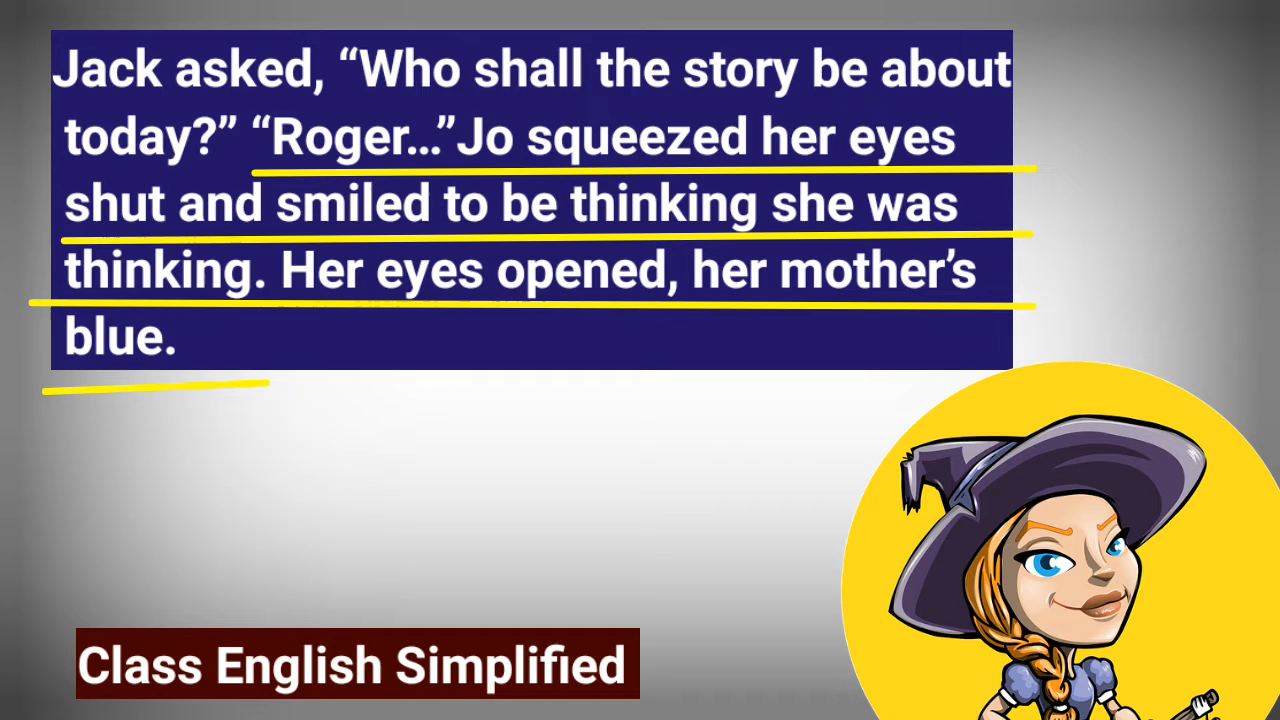 Jack asked, “Who shall the story be about
today?” “Roger...”Jo squeezed her eyes
shut and smiled to be thinking she was
thinking. Her eyes opened, her mother’s
blue.
Class English Simplified